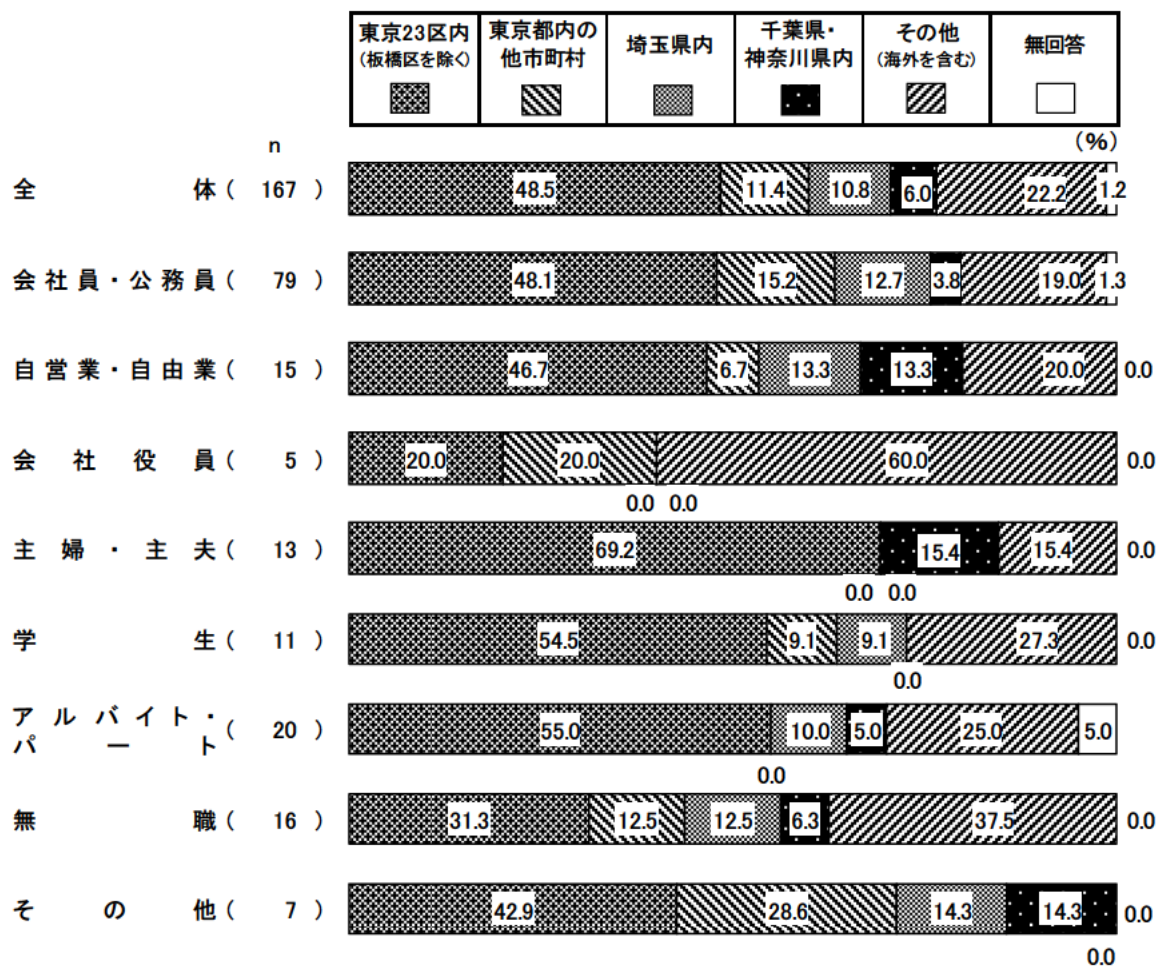 東京23区内
(板橋区を除く)
東京都内の
他市町村
埼玉県内
千葉県・
神奈川県内
その他
(海外を含む)
無回答
n
(%)
全体( 167 ) 48.5 11.4 10.8 6.0 22.2 1.2
会社員・公務員( 79 ) 48.1 15.2 12.7 3.8 19.0 1.3
自営業・自由業( 15 ) 46.7 6.7 13.3 13.3 20.0 0.0
会社役員( 5 ) 20.0 20.0 60.0 0.0
0.0 0.0
主婦・主夫( 13 ) 69.2 15.4 15.4 0.0
0.0 0.0
学生( 11 ) 54.5 9.1 9.1 27.3 0.0
0.0
アルバイト・
パート( 20 ) 55.0 10.0 5.0 25.0 5.0
0.0
無職( 16 ) 31.3 12.5 12.5 6.3 37.5 0.0
その他( 7 ) 42.9 28.6 14.3 14.3 0.0
0.0